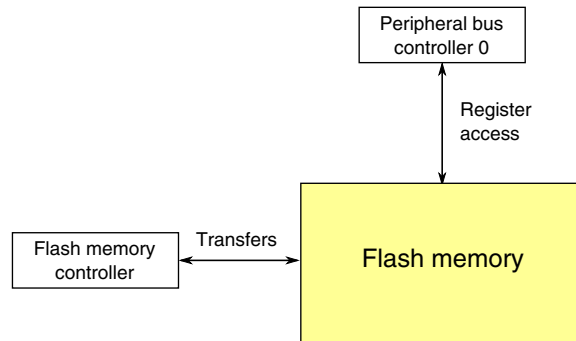 Peripheral bus
controller 0
Register
access
Transfers
Flash memory
controller
Flash memory